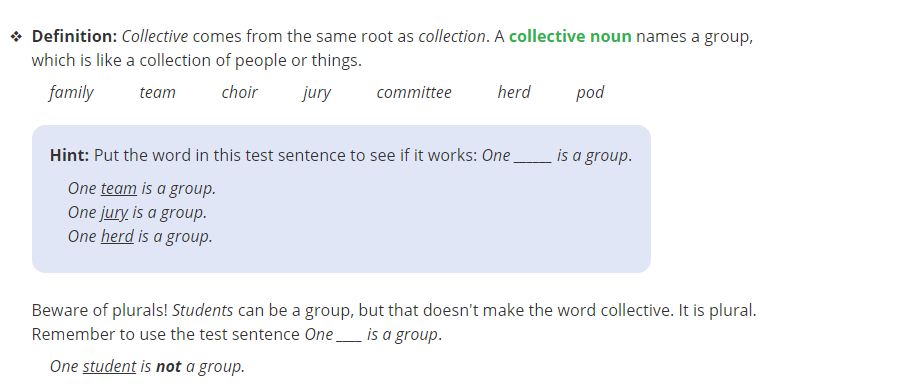 ❖ Definition: Collective comes from the same root as collection. A collective noun names a group,
which is like a collection of people or things.
family team choir jury committee herd pod
Hint: Put the word in this test sentence to see if it works: One ______ is a group.
One team is a group.
One jury is a group.
One herd is a group.
Beware of plurals! Students can be a group, but that doesn't make the word collective. It is plural.
Remember to use the test sentence One ____ is a group.
One student is not a group.